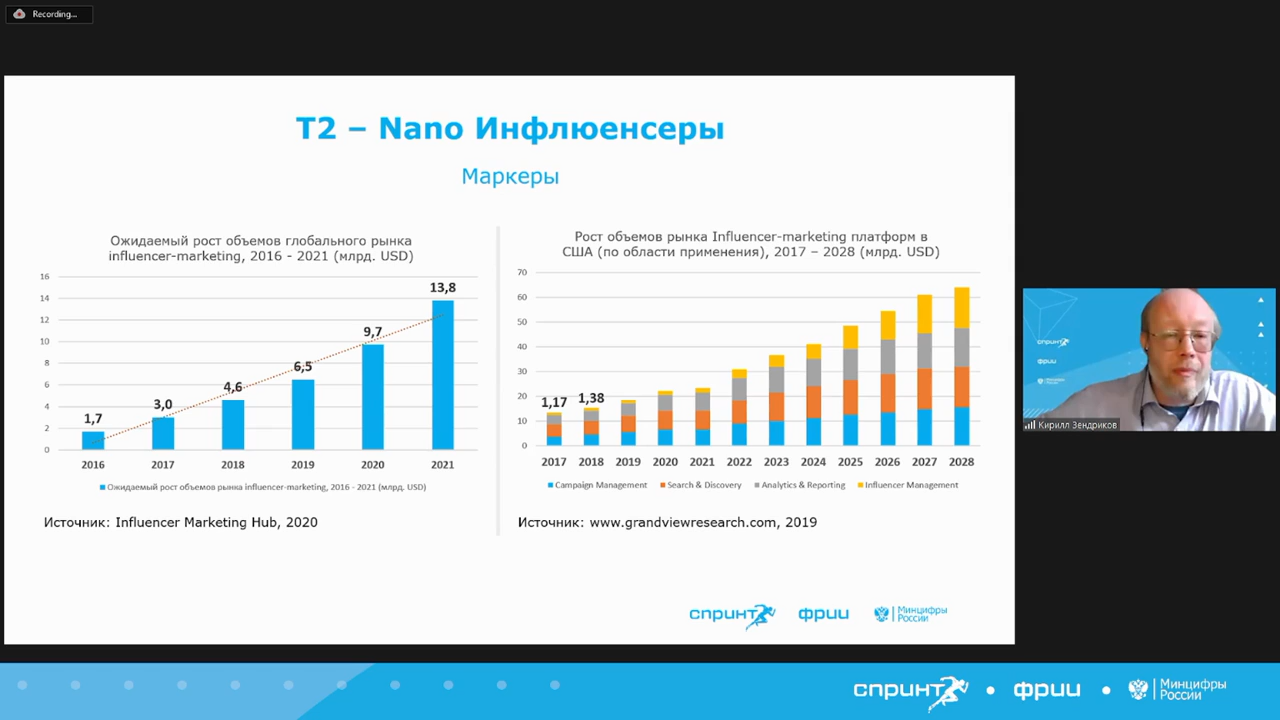 Recording...
T2 – Nano Инфлюенсеры
Маркеры
Ожидаемый рост объемов глобального рынка
influencer-marketing, 2016 - 2021 (млрд. USD)
16
14
12
10
8
6
4
2
0
1,7
3,0
4,6
6,5
9,7
13,8
2016 2017 2018 2019 2020 2021
Ожидаемый рост объемов рынка influencer-marketing, 2016 - 2021 (млрд. USD)
Источник: Influencer Marketing Hub, 2020
Рост объемов рынка Influencer-marketing платформ в
США (по области применения), 2017 – 2028 (млрд. USD)
70
60
50
40
30
20
10
0
1,17 1,38
2017 2018 2019 2020 2021 2022 2023 2024 2025 2026 2027 2028
Campaign Management Search & Discovery Analytics & Reporting Influencer Management
Источник: www.grandviewresearch.com, 2019
спринт фрии Минцифры
России
спринт
фрии
Кирилл Зендриков
спринт • фрии • Минцифры
России